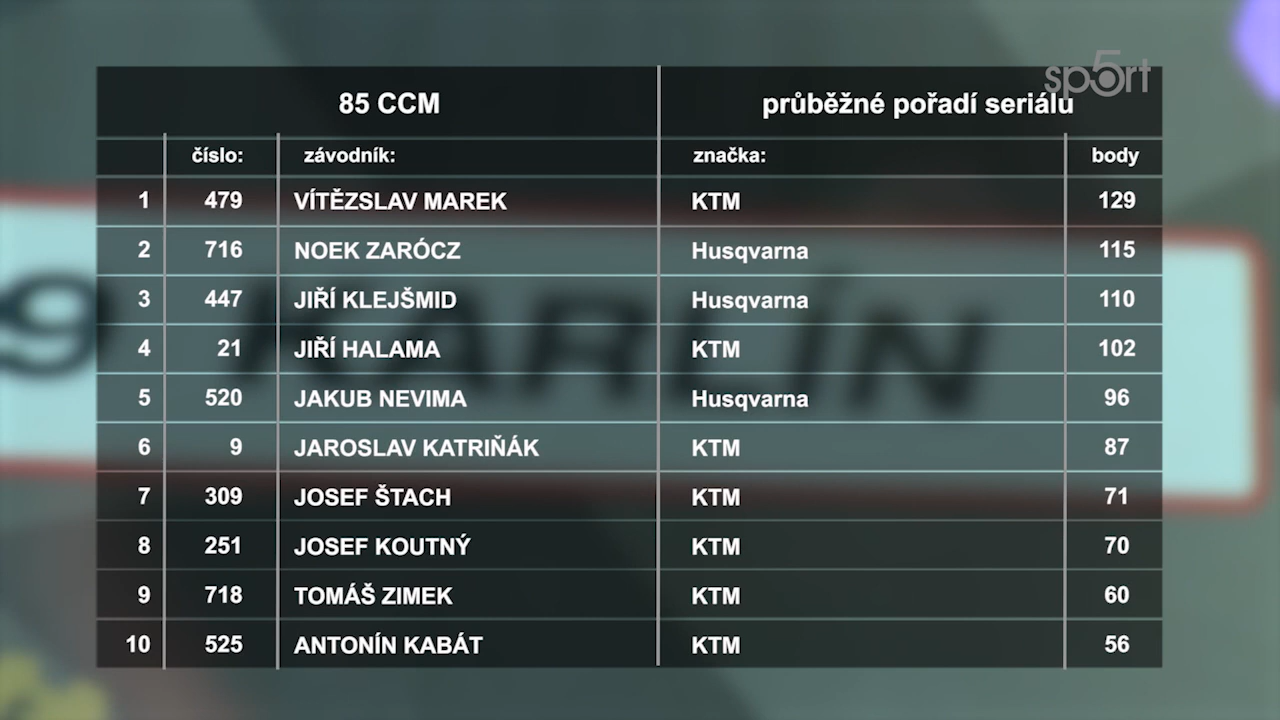 sp5rt
85 CCM průběžné pořadí seriálu
číslo: závodník: značka: body
1 479 VÍTĚZSLAV MAREK KTM 129
2 716 NOEK ZARÓCZ Husqvarna 115
3 447 JIŘÍ KLEJŠMID Husqvarna 110
4 21 JIŘÍ HALAMA KTM 102
5 520 JAKUB NEVIMA Husqvarna 96
6 9 JAROSLAV KATRIŇÁK KTM 87
7 309 JOSEF ŠTACH KTM 71
8 251 JOSEF KOUTNÝ KTM 70
9 718 TOMÁŠ ZIMEK KTM 60
10 525 ANTONÍN KABÁT KTM 56
9 KARLÍN